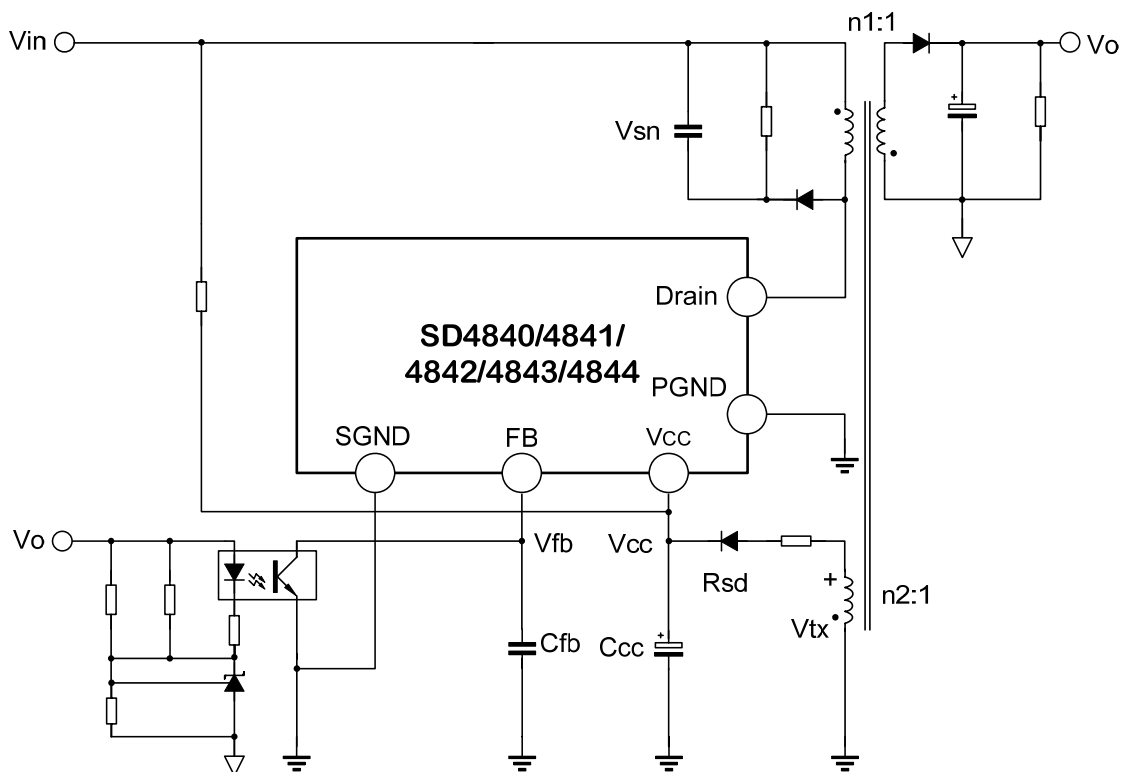 n1:1
Vin
Vo
Vsn
Drain
SD4840/4841/
4842/4843/4844
PGND
SGND
FB
Vcc
Vo
Vfb
Vcc
Rsd
n2:1
+
Vtx
Cfb
Ccc
+
+